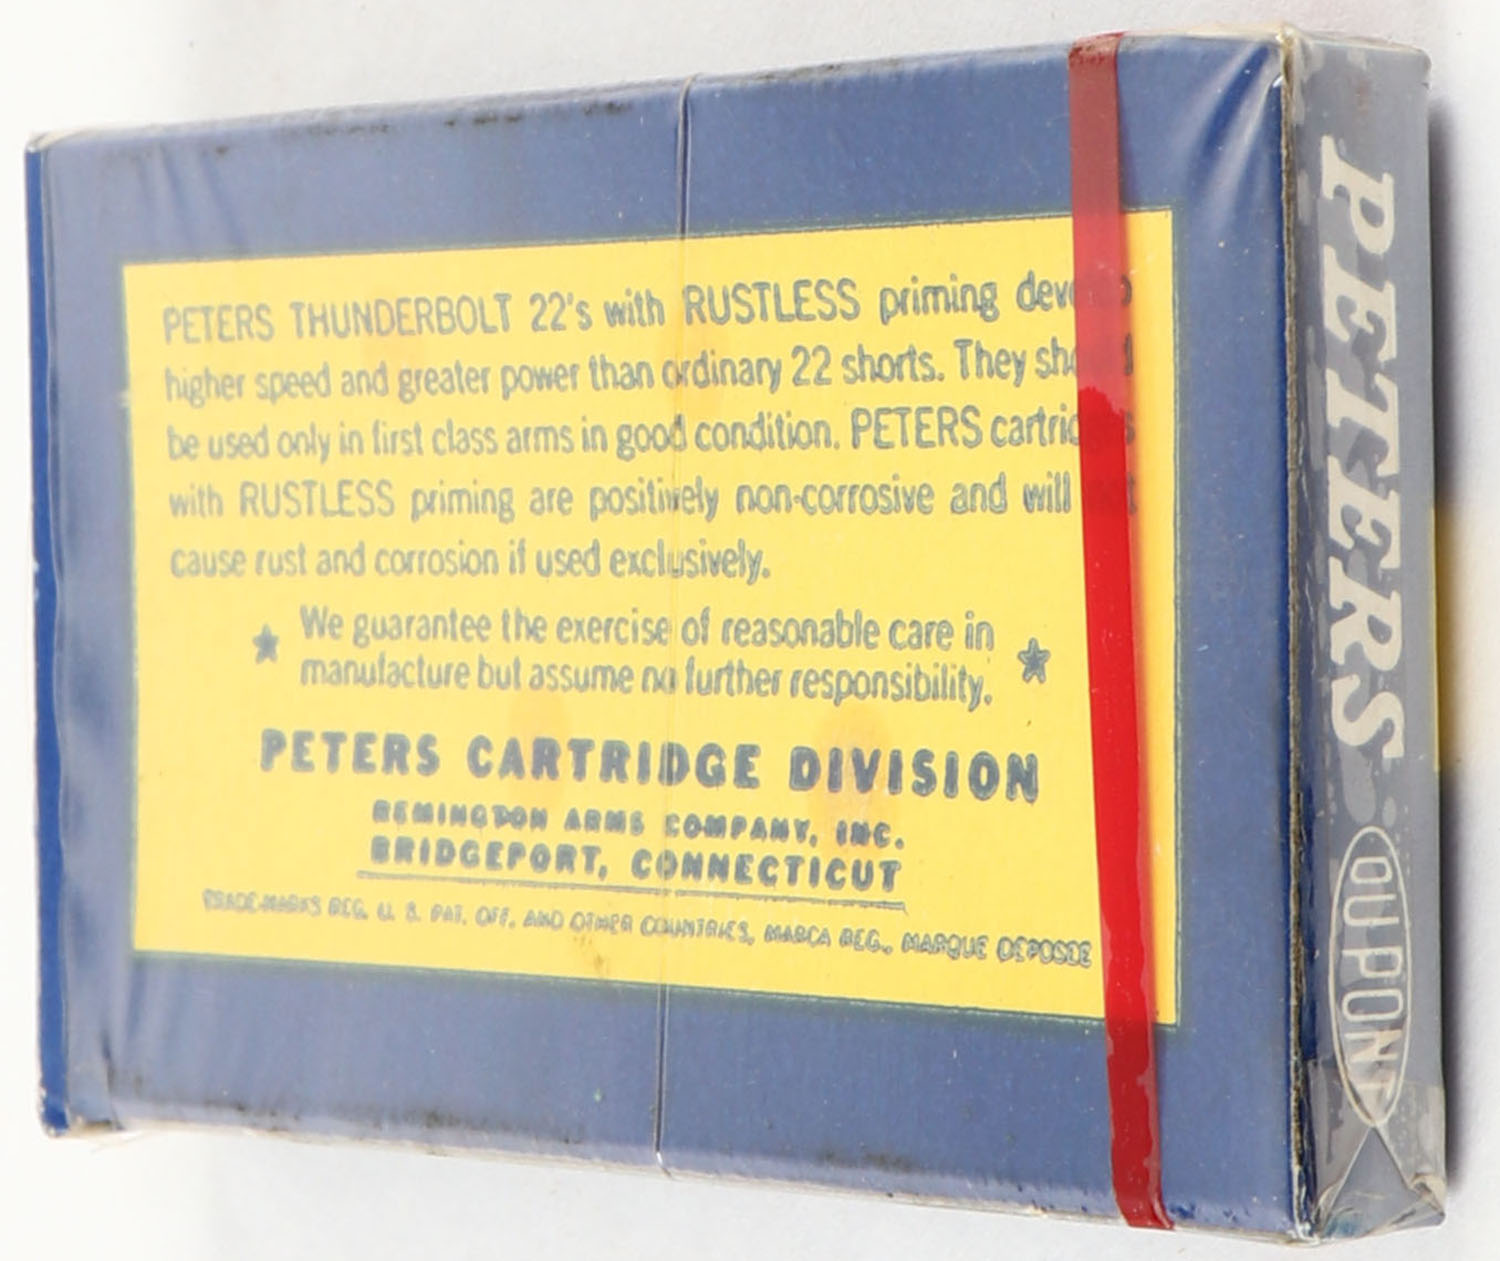 PETERS THUNDERBOLT 22's with RUSTLESS priming develop
higher speed and greater power than ordinary 22 shorts. They should
be used only in first class arms in good condition. PETERS cartridges
with RUSTLESS priming are positively non-corrosive and will not
cause rust and corrosion if used exclusively.
★ We guarantee the exercise of reasonable care in ★
manufacture but assume no further responsibility.
PETERS CARTRIDGE DIVISION
REMINGTON ARMS COMPANY, INC.
BRIDGEPORT, CONNECTICUT
TRADE-MARKS REG. U. S. PAT. OFF. AND OTHER COUNTRIES, MARCA REG., MARQUE DEPOSEE
PETERS
DUPONT